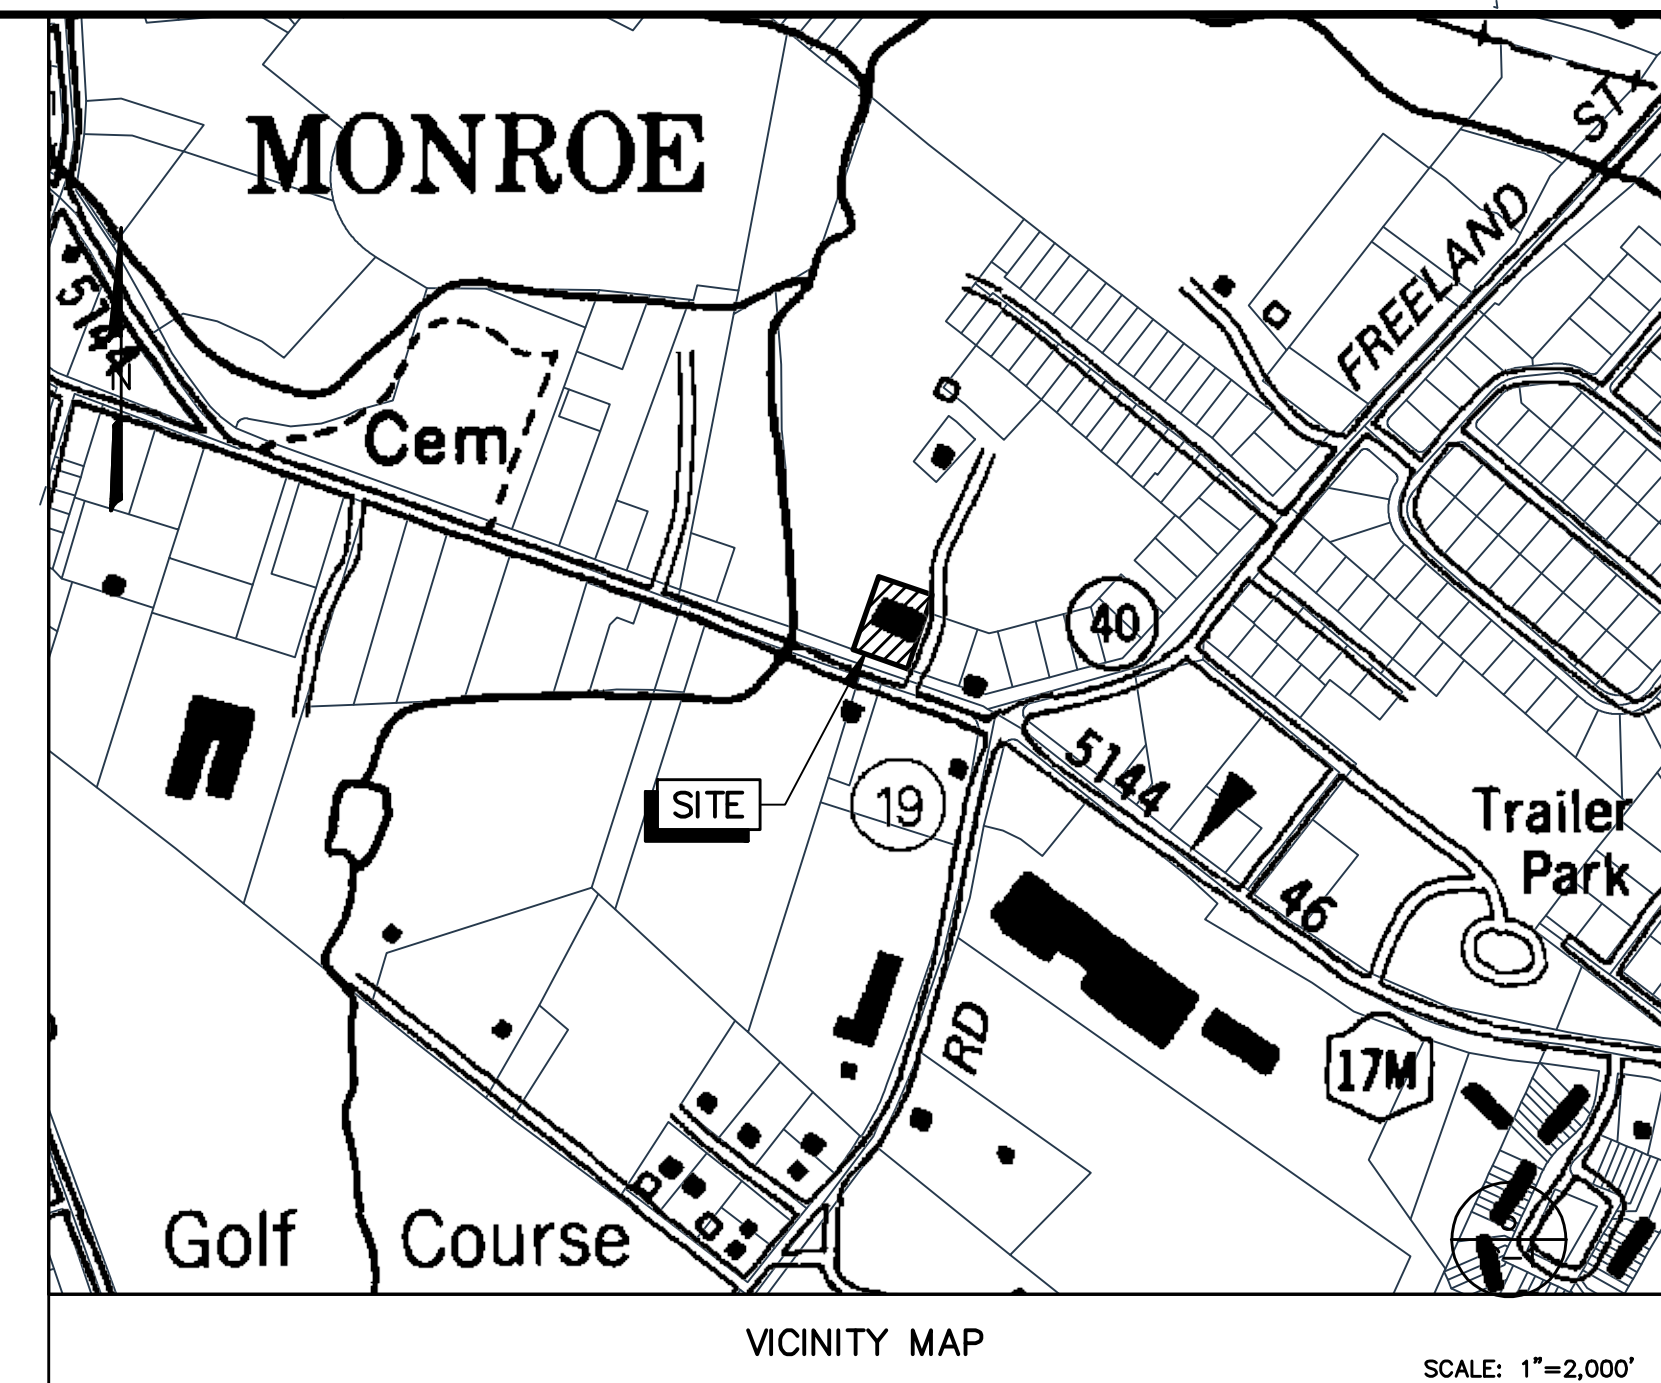 MONROE
ST
FREELAND
5144
Cem
40
5144
SITE
19
Trailer
Park
46
RD
17M
Golf Course
VICINITY MAP
SCALE: 1"=2,000'